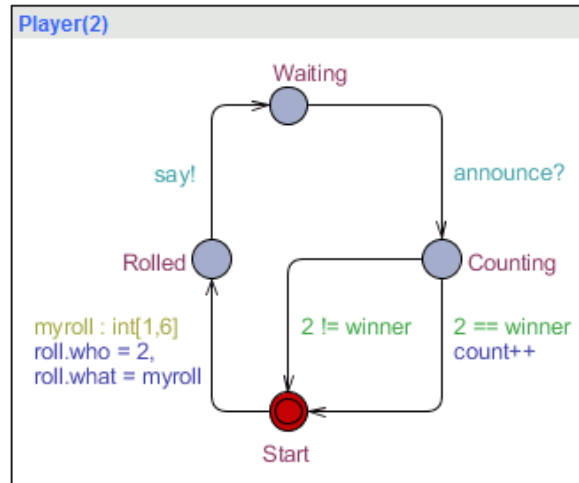 Player(2)
Waiting
say!
announce?
Rolled
Counting
myroll : int[1,6]
roll.who = 2,
roll.what = myroll
2 != winner
2 == winner
count++
Start